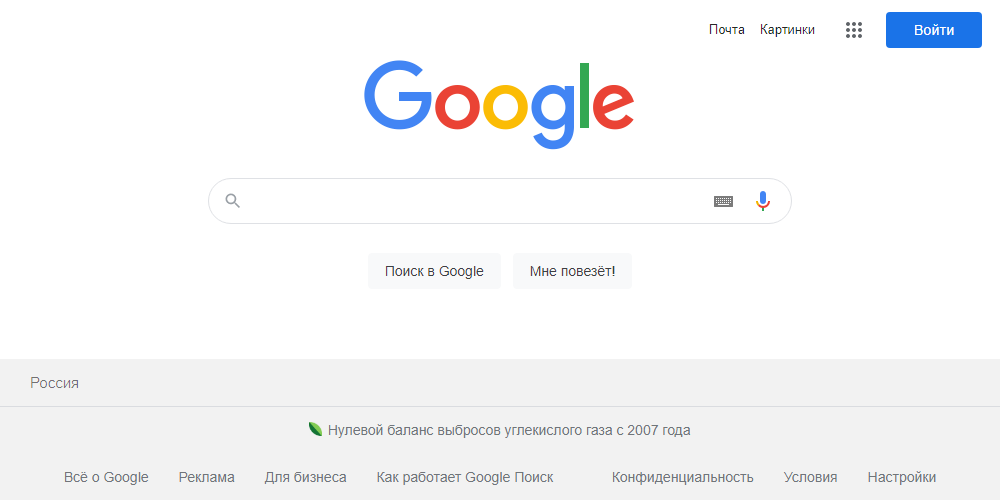 Почта Картинки Войти
Google
Поиск в Google Мне повезёт!
Россия
Нулевой баланс выбросов углекислого газа с 2007 года
Всё о Google Реклама Для бизнеса Как работает Google Поиск Конфиденциальность Условия Настройки